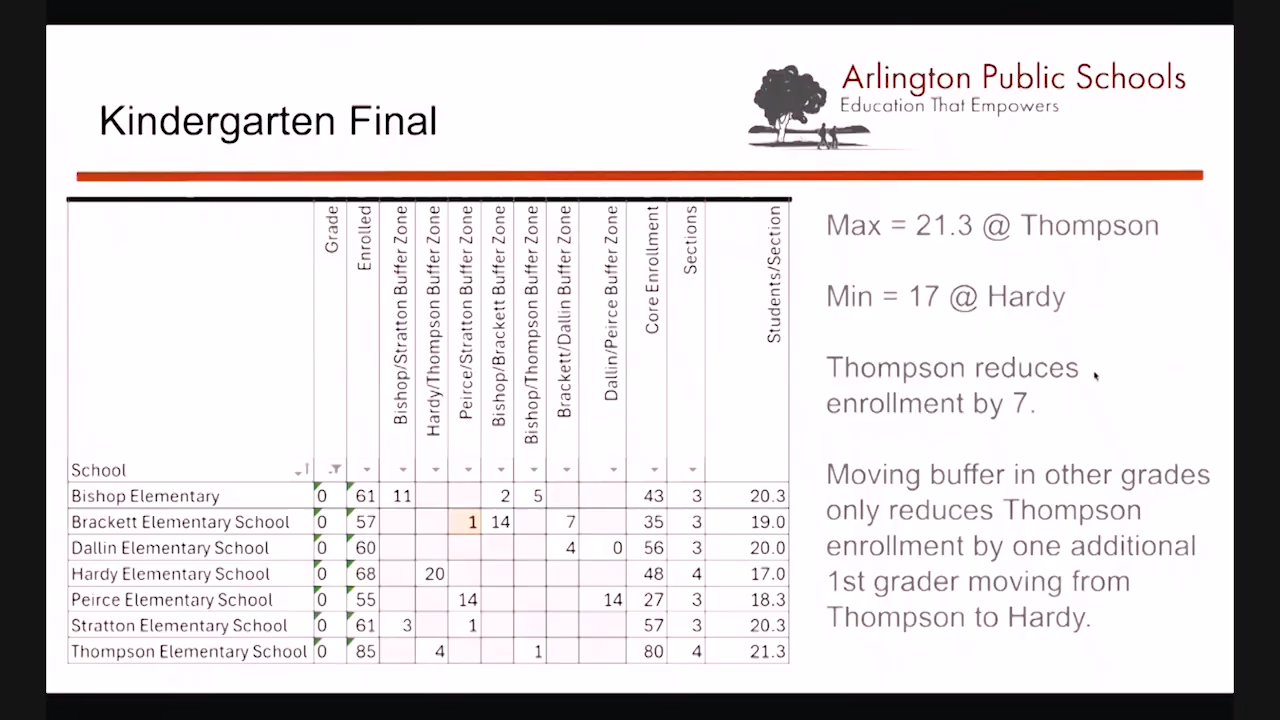 Kindergarten Final
Arlington Public Schools
Education That Empowers
School Grade Enrolled Bishop/Stratton Buffer Zone Hardy/Thompson Buffer Zone Peirce/Stratton Buffer Zone Bishop/Brackett Buffer Zone Bishop/Thompson Buffer Zone Brackett/Dallin Buffer Zone Dallin/Peirce Buffer Zone Core Enrollment Sections Students/Section
Bishop Elementary 0 61 11 2 5 43 3 20.3
Brackett Elementary School 0 57 1 14 7 35 3 19.0
Dallin Elementary School 0 60 4 0 56 3 20.0
Hardy Elementary School 0 68 20 48 4 17.0
Peirce Elementary School 0 55 14 14 27 3 18.3
Stratton Elementary School 0 61 3 1 57 3 20.3
Thompson Elementary School 0 85 4 1 80 4 21.3
Max = 21.3 @ Thompson
Min = 17 @ Hardy
Thompson reduces
enrollment by 7.
Moving buffer in other grades
only reduces Thompson
enrollment by one additional
1st grader moving from
Thompson to Hardy.